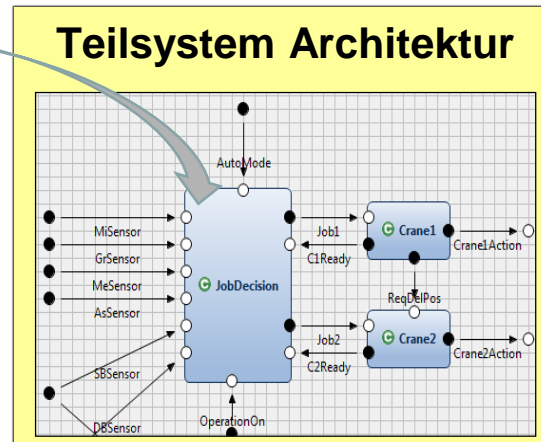 Teilsystem Architektur
AutoMode
MiSensor
GrSensor
MeSensor
AsSensor
SBSensor
DBSensor
JobDecision
OperationOn
Job1
C1Ready
Job2
C2Ready
C Crane1
Crane1Action
ReqDelPos
C Crane2
Crane2Action